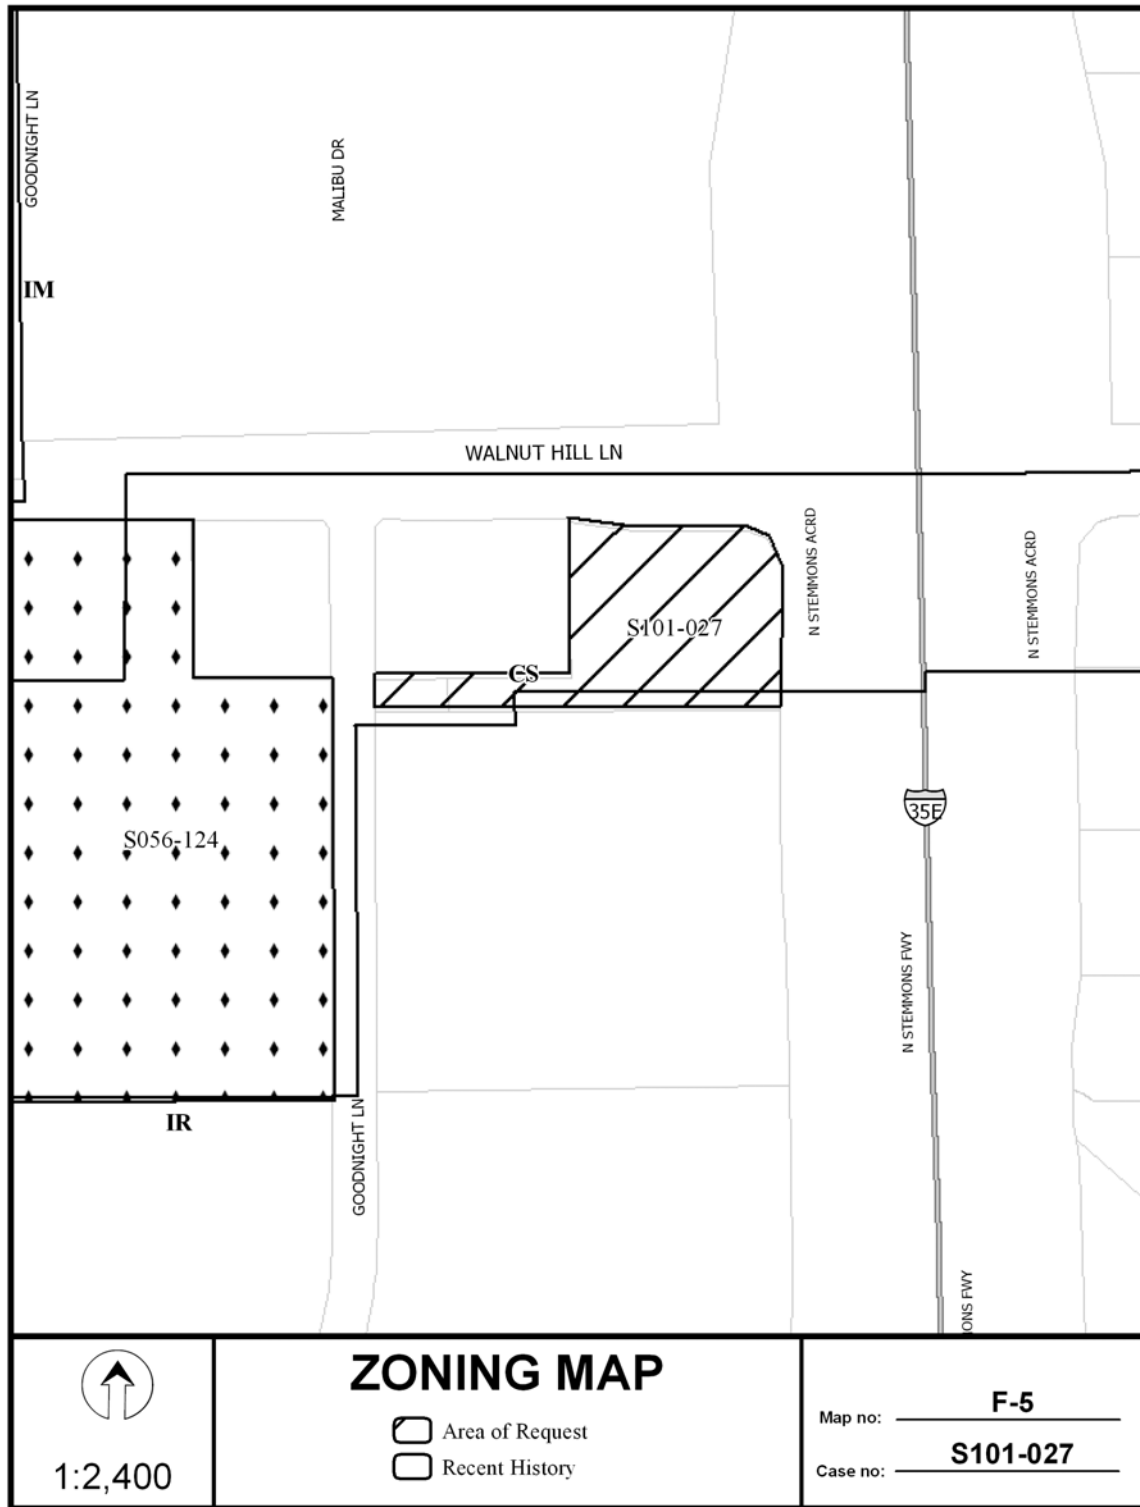 GOODNIGHT LN
MALIBU DR
IM
WALNUT HILL LN
N STEMMONS ACRD
N STEMMONS ACRD
S101-027
CS
35E
S056-124
N STEMMONS FWY
IR
GOODNIGHT LN
IONS FWY
ZONING MAP
Area of Request
Recent History
1:2,400
Map no: F-5
Case no: S101-027